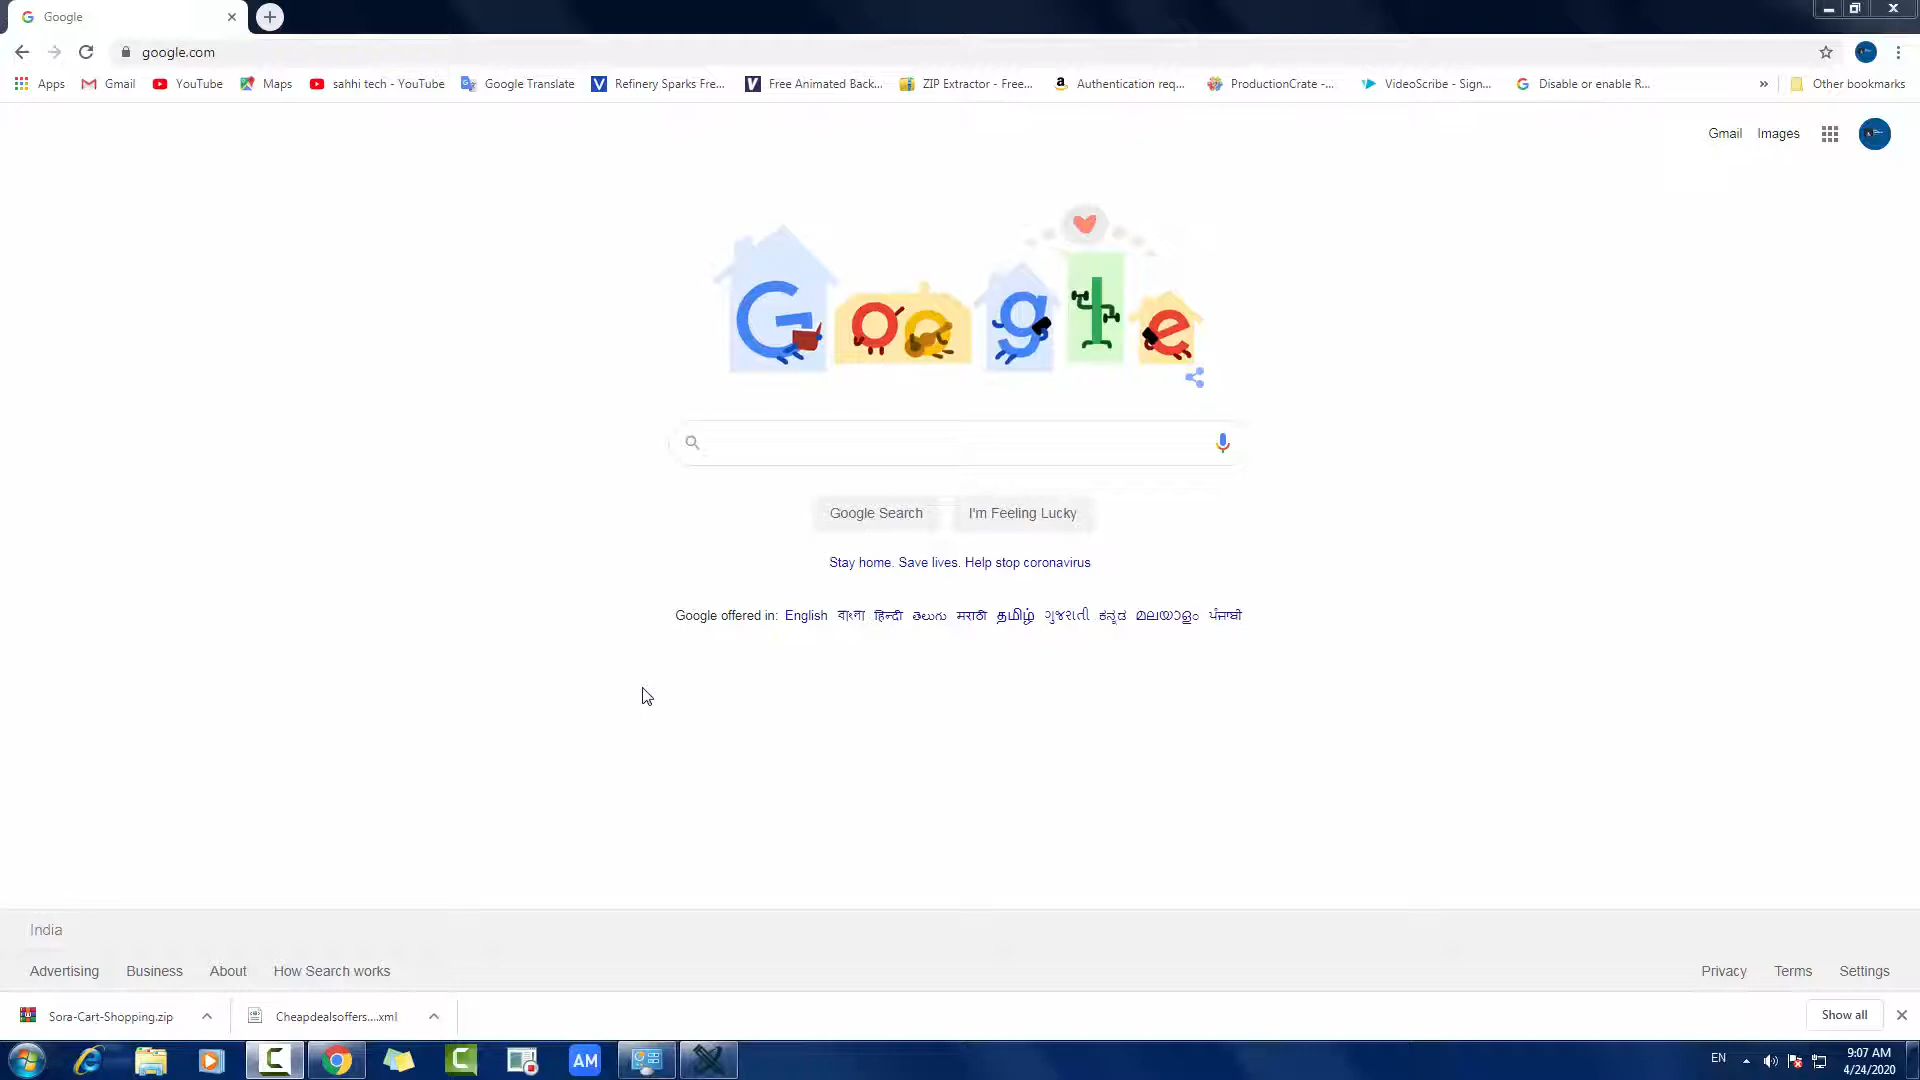 Google
google.com
Apps Gmail YouTube Maps sahhi tech - YouTube Google Translate Refinery Sparks Fre... Free Animated Back... ZIP Extractor - Free... Authentication req... ProductionCrate -... VideoScribe - Sign... Disable or enable R... » Other bookmarks
Gmail Images
Google
Google Search I'm Feeling Lucky
Stay home. Save lives. Help stop coronavirus
Google offered in: English বাংলা हिन्दी తెలుగు मराठी தமிழ் ગુજરાતી ಕನ್ನಡ മലയാളം ਪੰਜਾਬੀ
India
Advertising Business About How Search works Privacy Terms Settings
Sora-Cart-Shopping.zip Cheapdealsoffers....xml Show all
AM EN 9:07 AM
4/24/2020